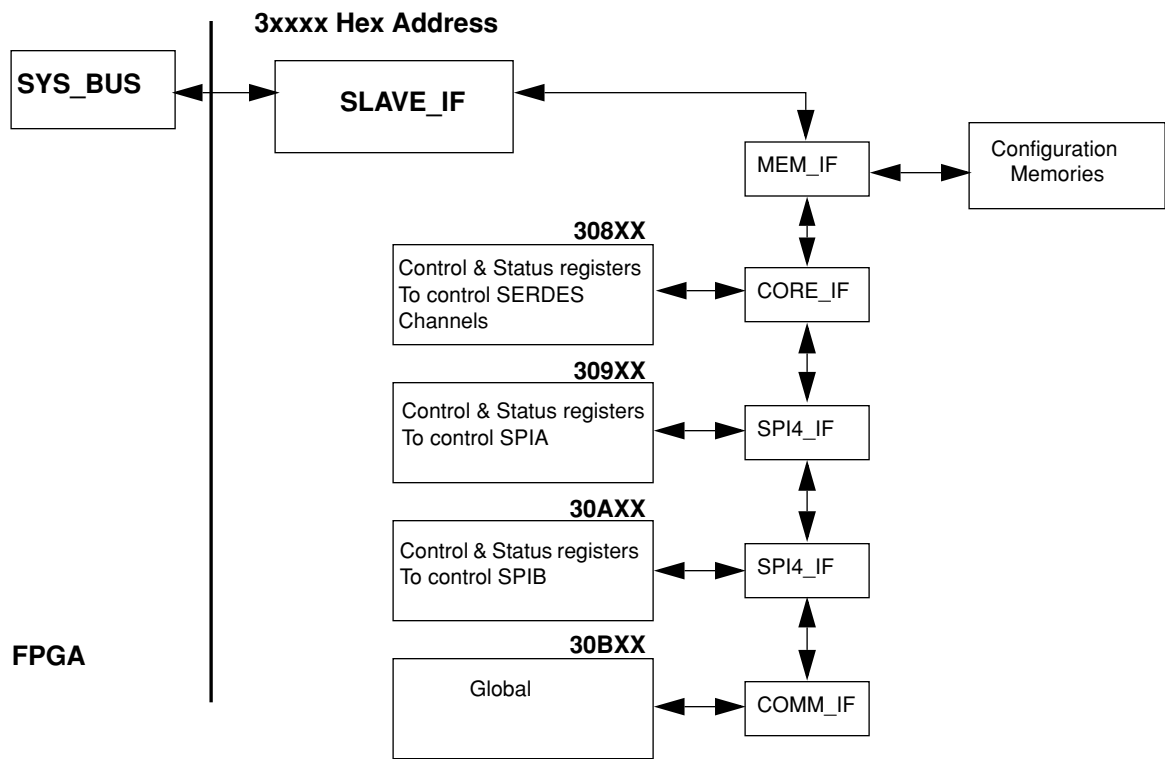 3xxxx Hex Address
SYS_BUS
SLAVE_IF
MEM_IF
Configuration
Memories
308XX
Control & Status registers
To control SERDES
Channels
CORE_IF
309XX
Control & Status registers
To control SPIA
SPI4_IF
30AXX
Control & Status registers
To control SPIB
SPI4_IF
30BXX
FPGA
Global
COMM_IF